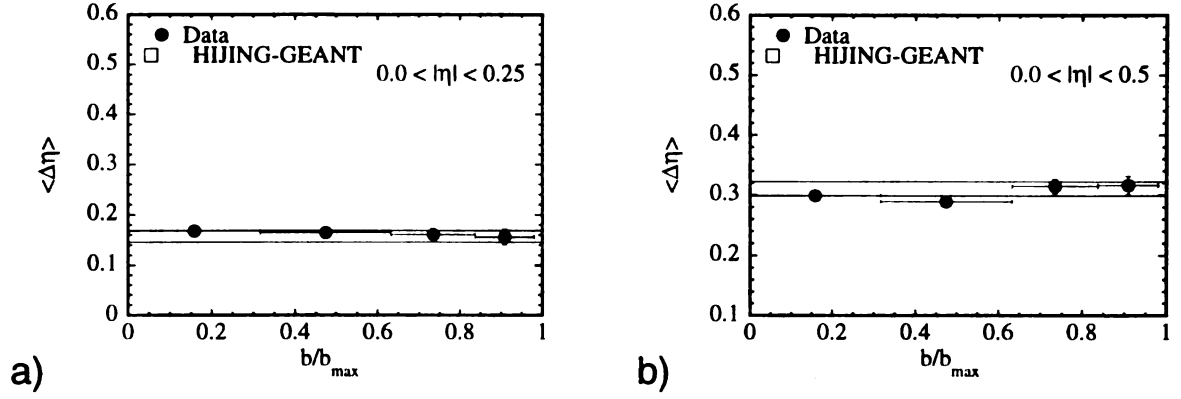 0.6
0.5
0.4
0.3
0.2
0.1
0
<Δη>
● Data
□ HIJING-GEANT
0.0 < |η| < 0.25
0 0.2 0.4 0.6 0.8 1
b/b_max
a)
0.6
0.5
0.4
0.3
0.2
0.1
<Δη>
● Data
□ HIJING-GEANT
0.0 < |η| < 0.5
0 0.2 0.4 0.6 0.8 1
b/b_max
b)